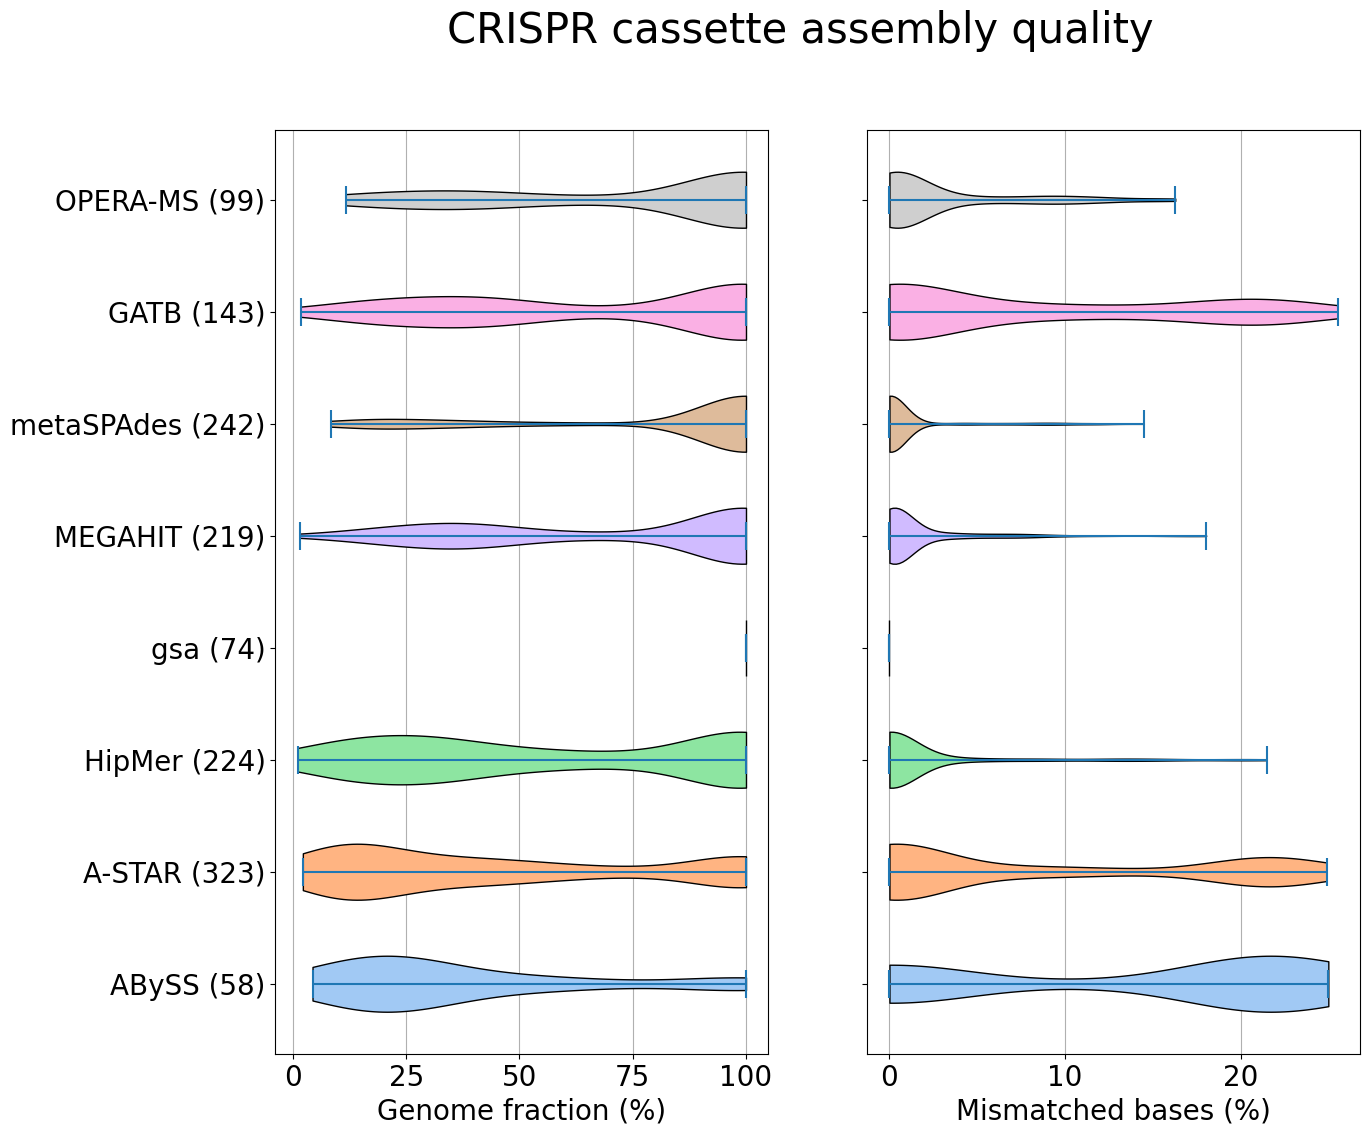 CRISPR cassette assembly quality
OPERA-MS (99)
GATB (143)
metaSPAdes (242)
MEGAHIT (219)
gsa (74)
HipMer (224)
A-STAR (323)
ABySS (58)
0 25 50 75 100
Genome fraction (%)
0 10 20
Mismatched bases (%)